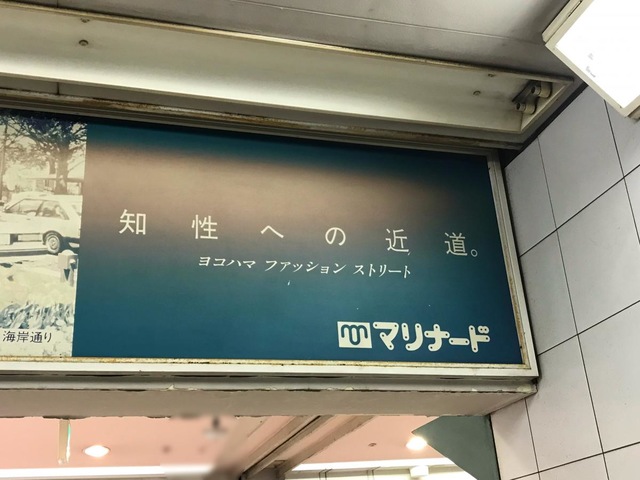 知性への近道。
ヨコハマ ファッション ストリート
マリナード
海岸通り